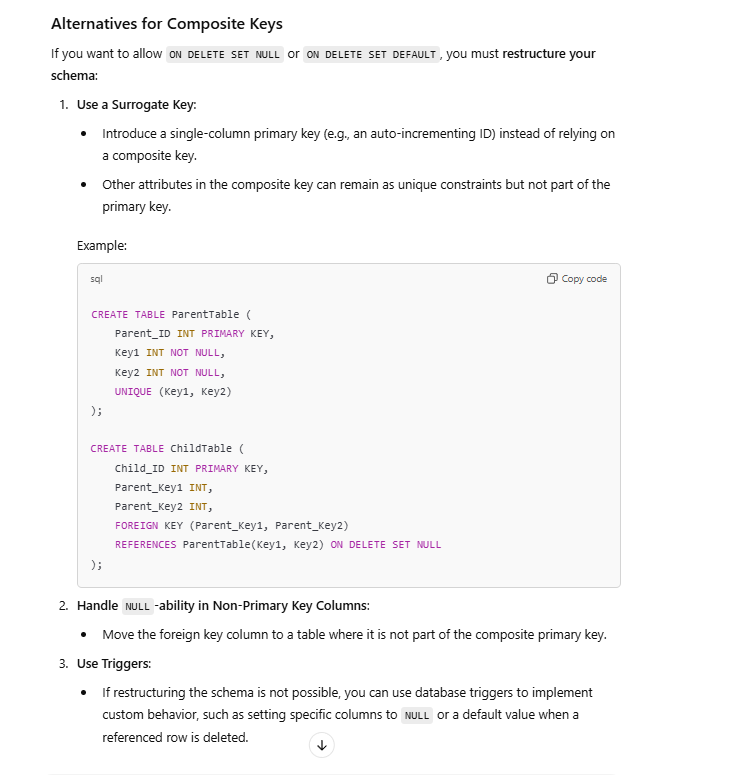 Alternatives for Composite Keys
If you want to allow ON DELETE SET NULL or ON DELETE SET DEFAULT, you must restructure your
schema:
1. Use a Surrogate Key:
• Introduce a single-column primary key (e.g., an auto-incrementing ID) instead of relying on
a composite key.
• Other attributes in the composite key can remain as unique constraints but not part of the
primary key.
Example:
sql
Copy code
CREATE TABLE ParentTable (
    Parent_ID INT PRIMARY KEY,
    Key1 INT NOT NULL,
    Key2 INT NOT NULL,
    UNIQUE (Key1, Key2)
);
CREATE TABLE ChildTable (
    Child_ID INT PRIMARY KEY,
    Parent_Key1 INT,
    Parent_Key2 INT,
    FOREIGN KEY (Parent_Key1, Parent_Key2)
    REFERENCES ParentTable(Key1, Key2) ON DELETE SET NULL
);
2. Handle NULL-ability in Non-Primary Key Columns:
• Move the foreign key column to a table where it is not part of the composite primary key.
3. Use Triggers:
• If restructuring the schema is not possible, you can use database triggers to implement
custom behavior, such as setting specific columns to NULL or a default value when a
referenced row is deleted.